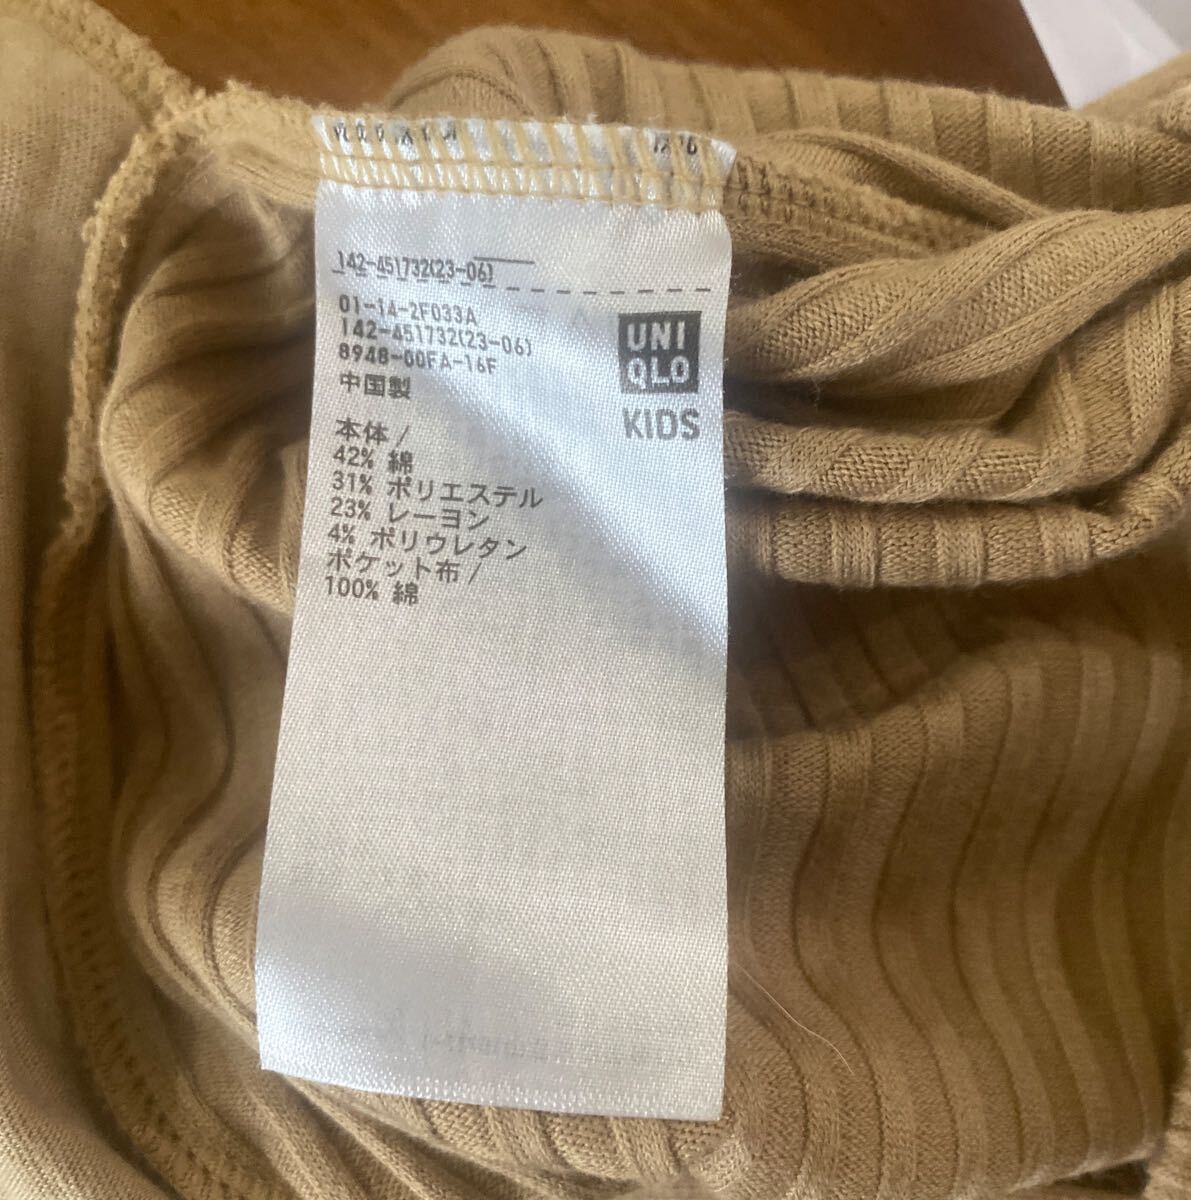 142-451732(23-06)
01-14-2F033A
142-451732(23-06)
8948-00FA-16F
中国製
UNI
QLO
KIDS
本体/
42% 綿
31% ポリエステル
23% レーヨン
4% ポリウレタン
ポケット布/
100% 綿